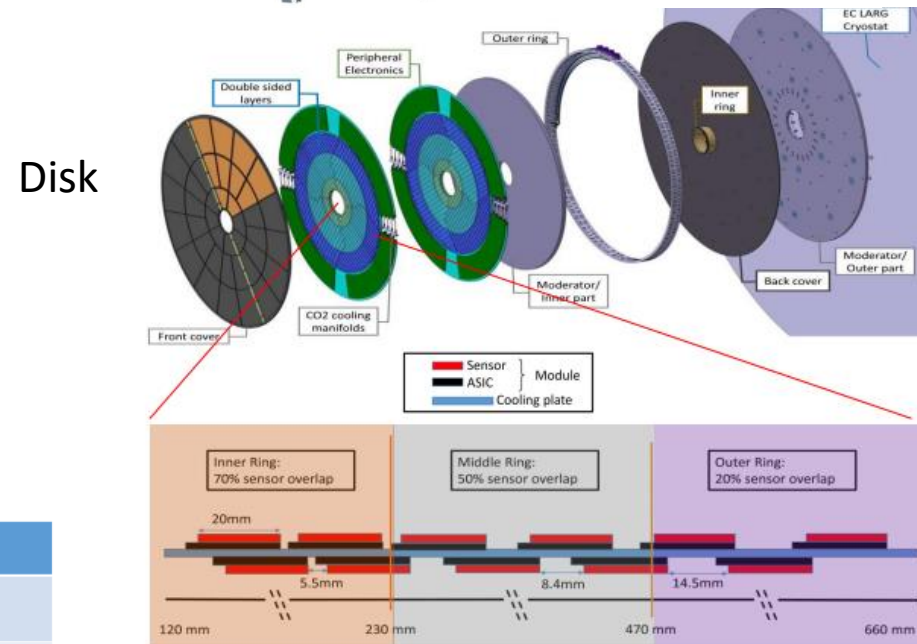 EC LARG
Cryostat
Outer ring
Peripheral
Electronics
Double sided
layers
Inner
ring
Disk
Moderator/
Outer part
Back cover
Moderator/
Inner part
CO2 cooling
manifolds
Front cover
Sensor
ASIC
Module
Cooling plate
Inner Ring:
70% sensor overlap
Middle Ring:
50% sensor overlap
Outer Ring:
20% sensor overlap
20mm
5.5mm
8.4mm
14.5mm
120 mm
230 mm
470 mm
660 mm